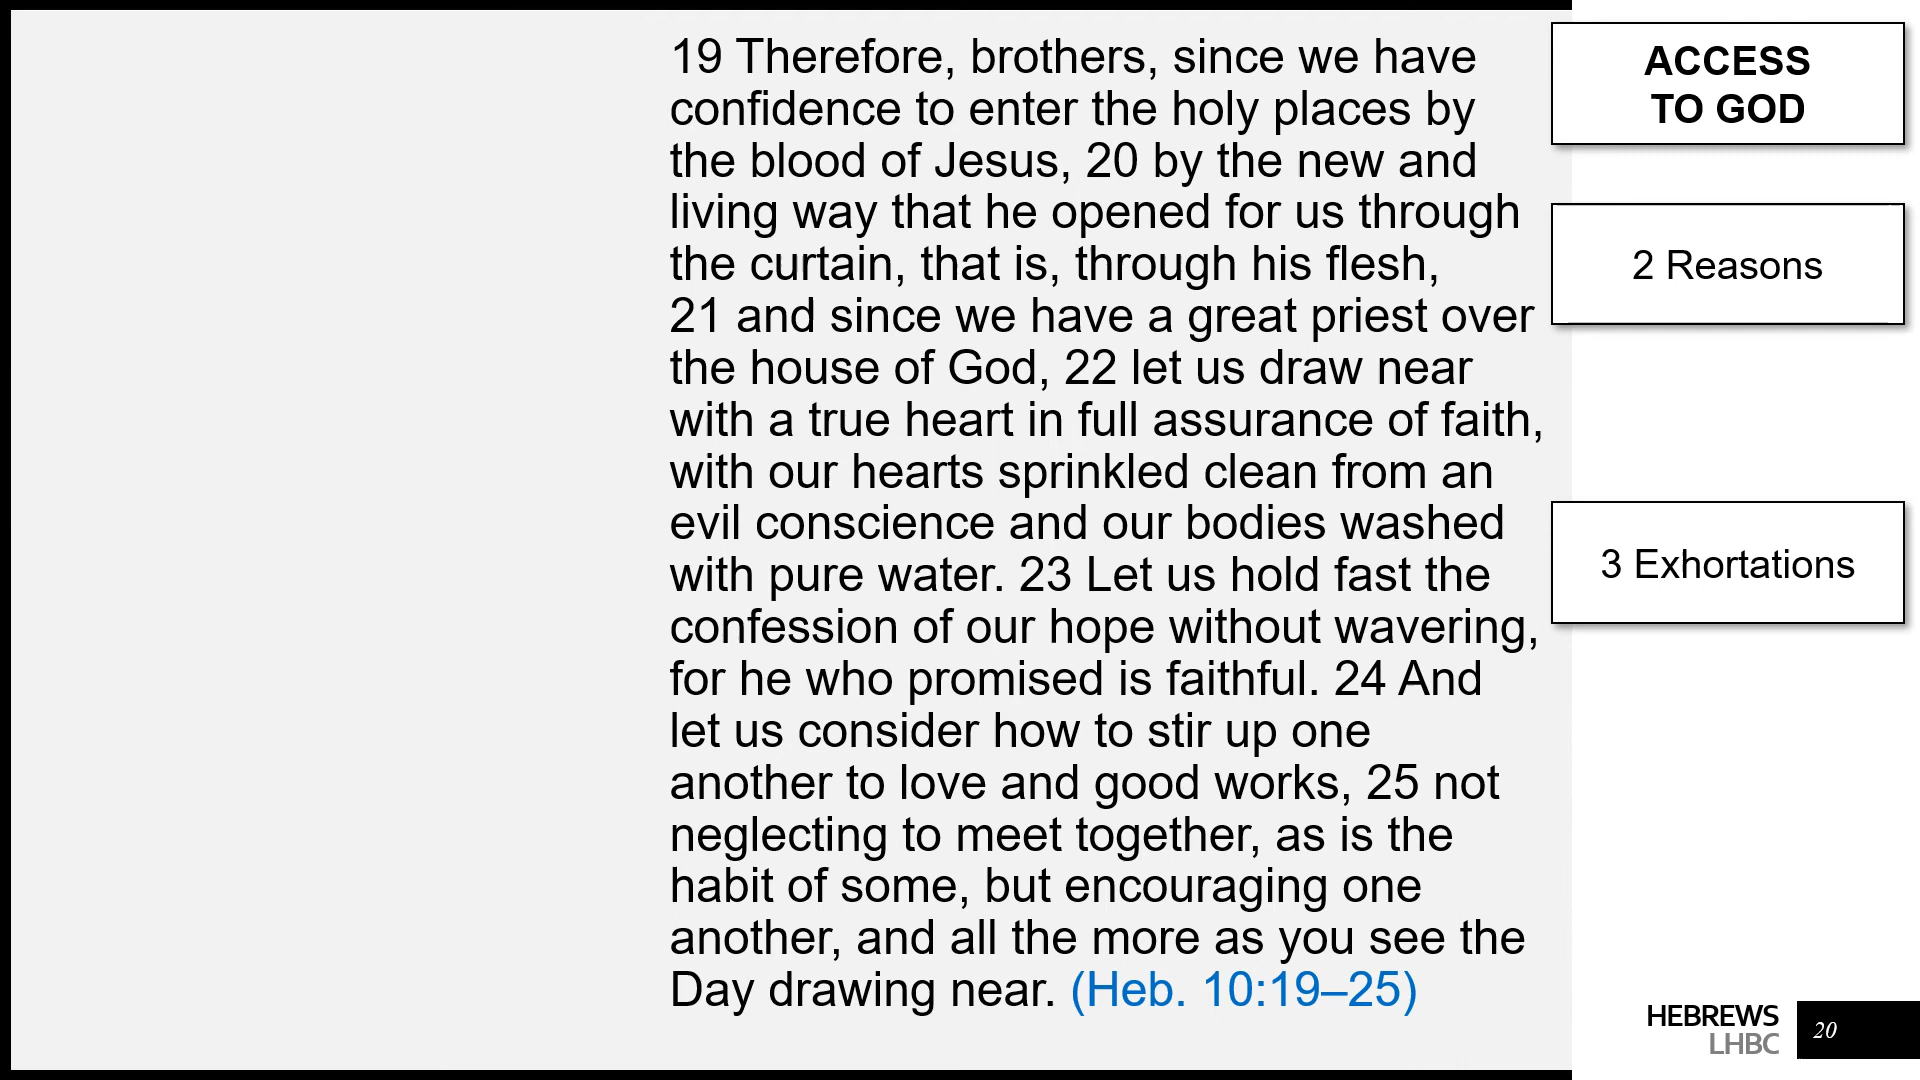 19 Therefore, brothers, since we have
confidence to enter the holy places by
the blood of Jesus, 20 by the new and
living way that he opened for us through
the curtain, that is, through his flesh,
21 and since we have a great priest over
the house of God, 22 let us draw near
with a true heart in full assurance of faith,
with our hearts sprinkled clean from an
evil conscience and our bodies washed
with pure water. 23 Let us hold fast the
confession of our hope without wavering,
for he who promised is faithful. 24 And
let us consider how to stir up one
another to love and good works, 25 not
neglecting to meet together, as is the
habit of some, but encouraging one
another, and all the more as you see the
Day drawing near. (Heb. 10:19–25)
ACCESS
TO GOD
2 Reasons
3 Exhortations
HEBREWS
LHBC
20